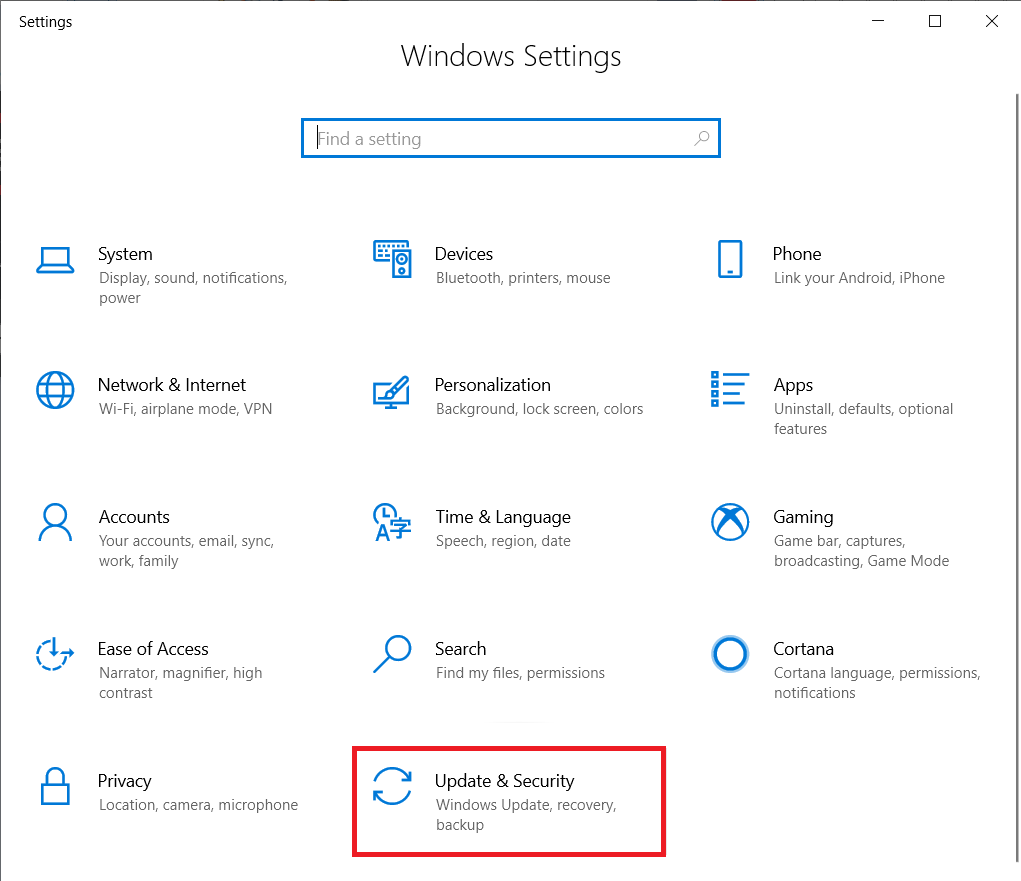 Settings
Windows Settings
Find a setting
System
Display, sound, notifications,
power
Devices
Bluetooth, printers, mouse
Phone
Link your Android, iPhone
Network & Internet
Wi-Fi, airplane mode, VPN
Personalization
Background, lock screen, colors
Apps
Uninstall, defaults, optional
features
Accounts
Your accounts, email, sync,
work, family
Time & Language
Speech, region, date
Gaming
Game bar, captures,
broadcasting, Game Mode
Ease of Access
Narrator, magnifier, high
contrast
Search
Find my files, permissions
Cortana
Cortana language, permissions,
notifications
Privacy
Location, camera, microphone
Update & Security
Windows Update, recovery,
backup